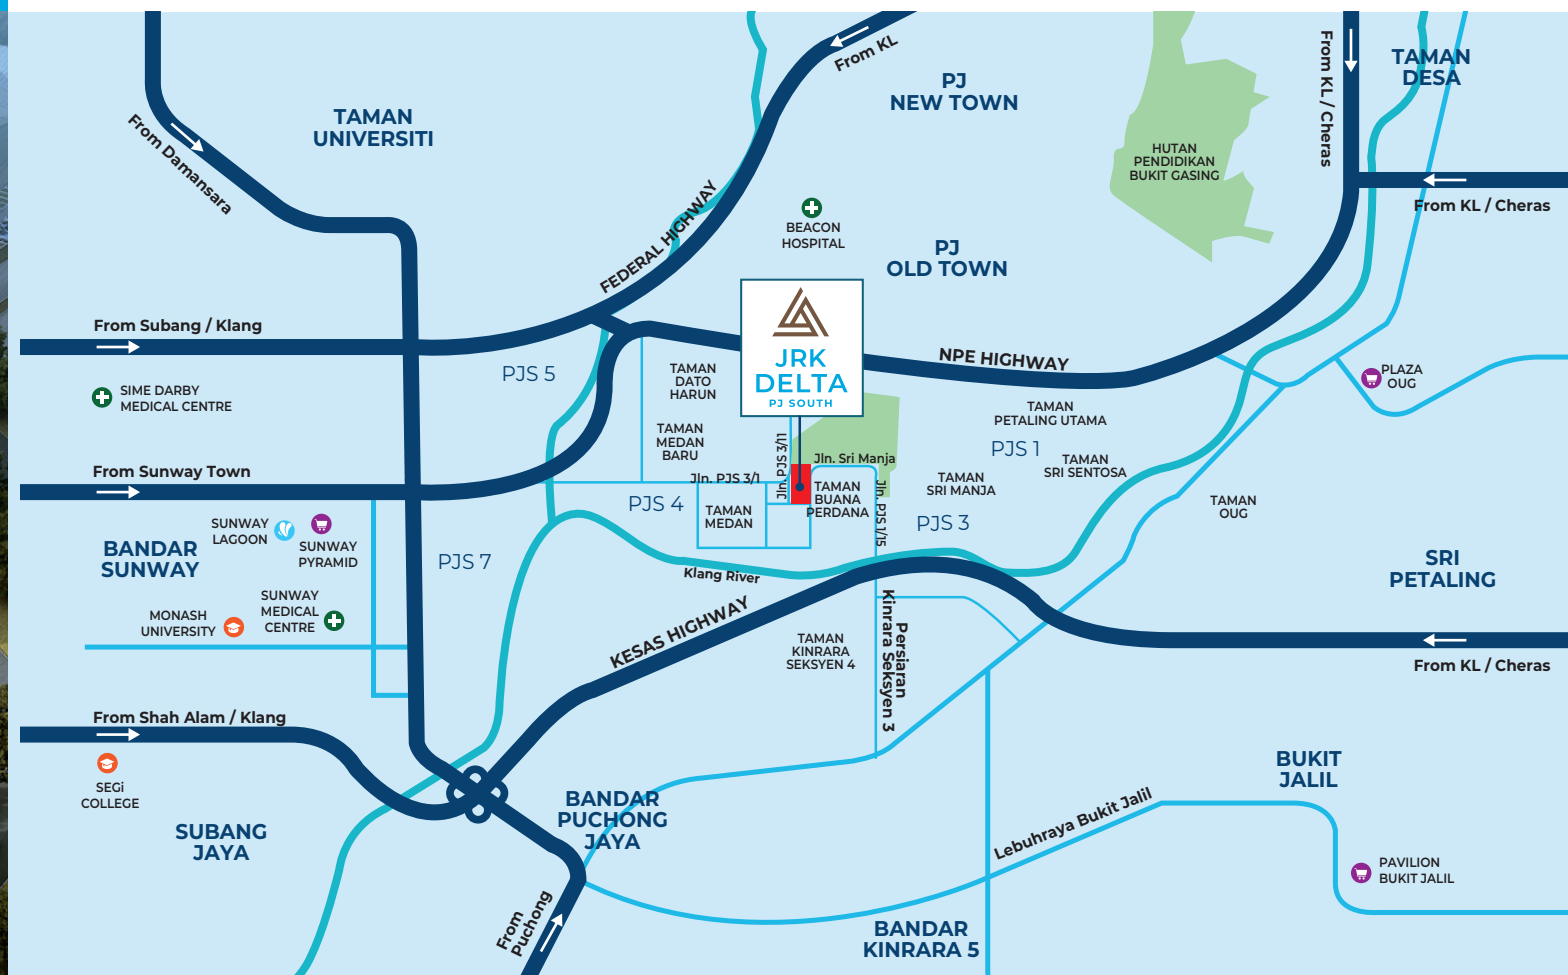 From KL
From KL / Cheras
TAMAN
DESA
PJ
NEW TOWN
TAMAN
UNIVERSITI
From Damansara
HUTAN
PENDIDIKAN
BUKIT GASING
From KL / Cheras
FEDERAL HIGHWAY
BEACON
HOSPITAL
PJ
OLD TOWN
From Subang / Klang
JRK
DELTA
PJ SOUTH
NPE HIGHWAY
PJS 5
TAMAN
DATO
HARUN
PLAZA
OUG
SIME DARBY
MEDICAL CENTRE
TAMAN
PETALING UTAMA
PJS 1
TAMAN
MEDAN
BARU
Jln. PJS 3/11
Jln. Sri Manja
TAMAN
SRI SENTOSA
From Sunway Town
Jln. PJS 3/1
TAMAN
SRI MANJA
TAMAN
BUANA
PERDANA
Jln. PJS 1/15
PJS 4
TAMAN
MEDAN
PJS 3
TAMAN
OUG
SUNWAY
LAGOON
SUNWAY
PYRAMID
BANDAR
SUNWAY
PJS 7
Klang River
SRI
PETALING
SUNWAY
MEDICAL
CENTRE
MONASH
UNIVERSITY
KESAS HIGHWAY
TAMAN
KINRARA
SEKSYEN 4
Persiaran
Kinrara Seksyen 3
From KL / Cheras
From Shah Alam / Klang
SEGi
COLLEGE
SUBANG
JAYA
BANDAR
PUCHONG
JAYA
BUKIT
JALIL
Lebuhraya Bukit Jalil
PAVILION
BUKIT JALIL
From
Puchong
BANDAR
KINRARA 5